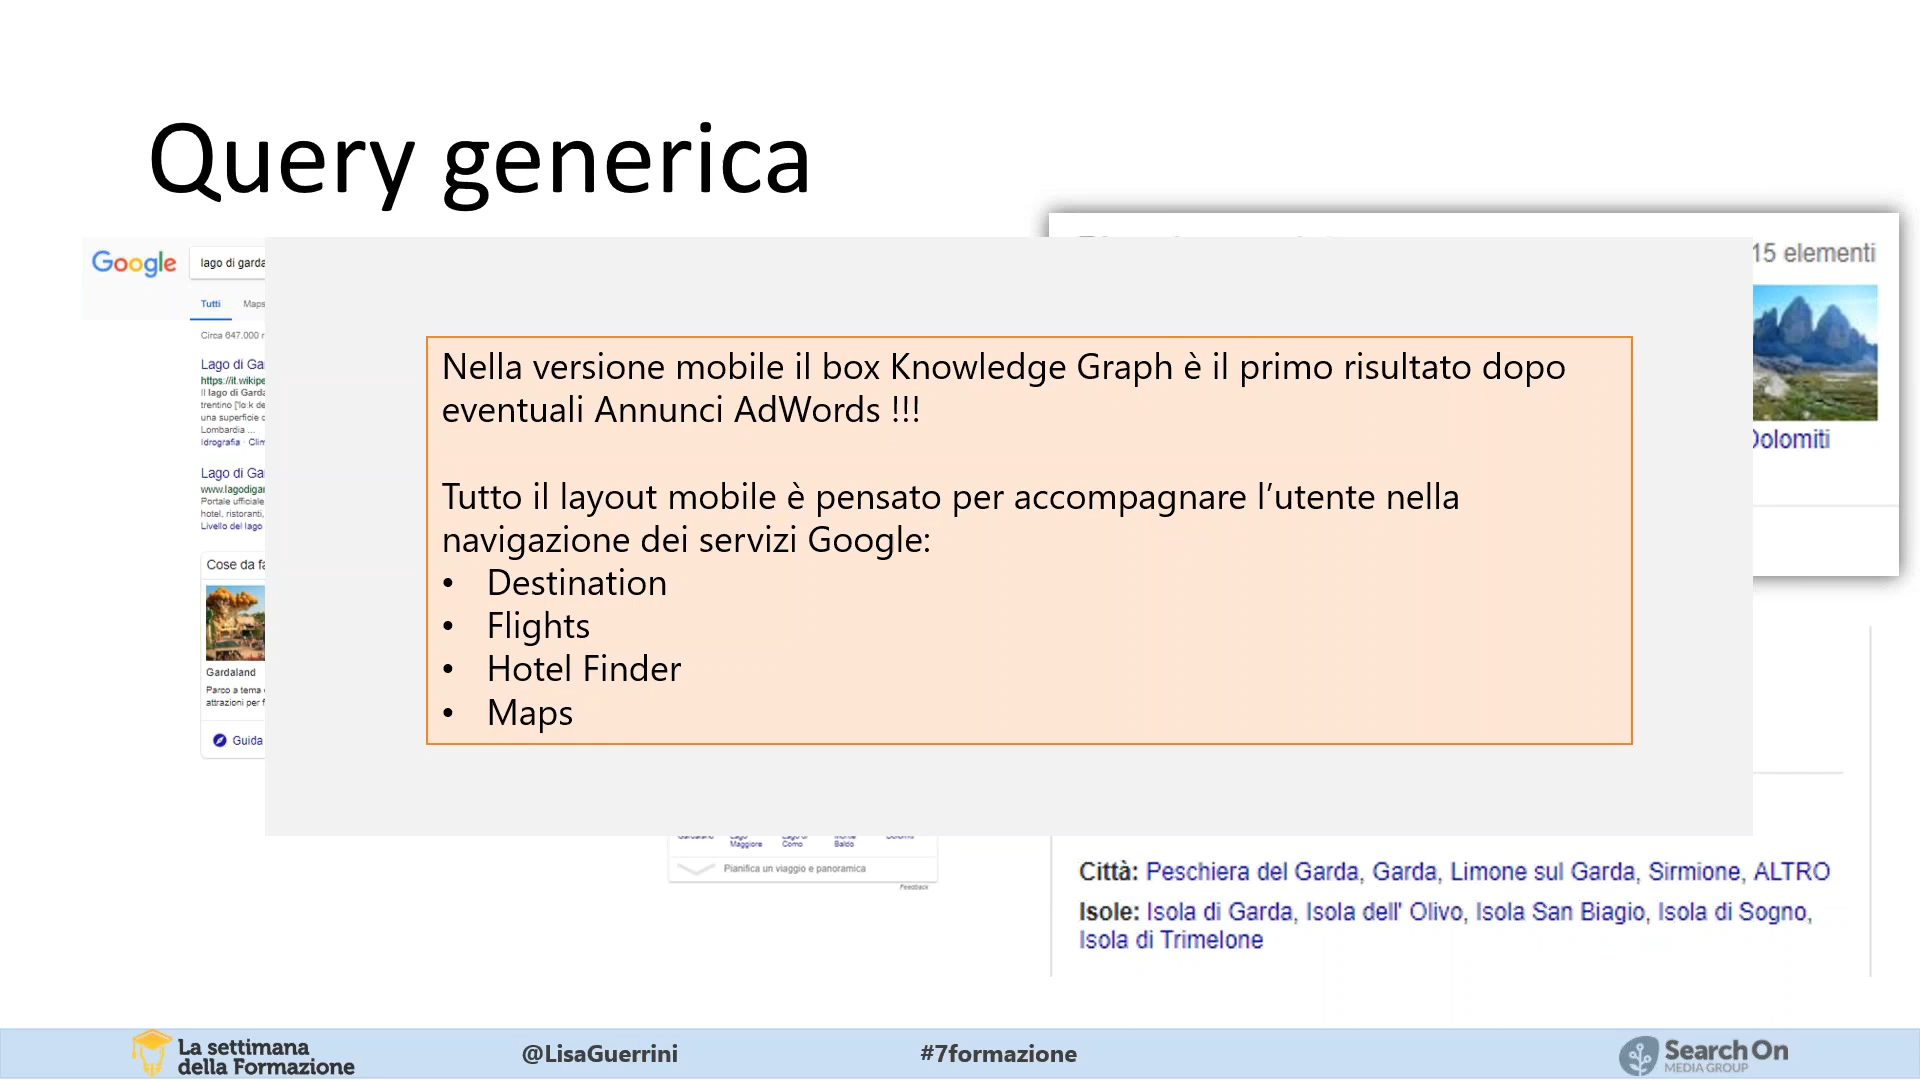 Query generica
Google
lago di garda
Tutti
Maps
Circa 647.000
Lago di Ga
https://it.wikipe
Il lago di Garda
trentino ['lo:k de
una superficie
Lombardia ...
Idrografia · Clim
Lago di Ga
www.lagodigar
Portale ufficiale
hotel, ristoranti,
Livello del lago
Cose da fa
Gardaland
Parco a tema
attrazioni per f
Guida
15 elementi
Dolomiti
Nella versione mobile il box Knowledge Graph è il primo risultato dopo
eventuali Annunci AdWords !!!
Tutto il layout mobile è pensato per accompagnare l’utente nella
navigazione dei servizi Google:
• Destination
• Flights
• Hotel Finder
• Maps
Maggiore
Como
Baldo
Pianifica un viaggio e panoramica
Feedback
Città: Peschiera del Garda, Garda, Limone sul Garda, Sirmione, ALTRO
Isole: Isola di Garda, Isola dell' Olivo, Isola San Biagio, Isola di Sogno,
Isola di Trimelone
La settimana
della Formazione
@LisaGuerrini
#7formazione
Search On
MEDIA GROUP